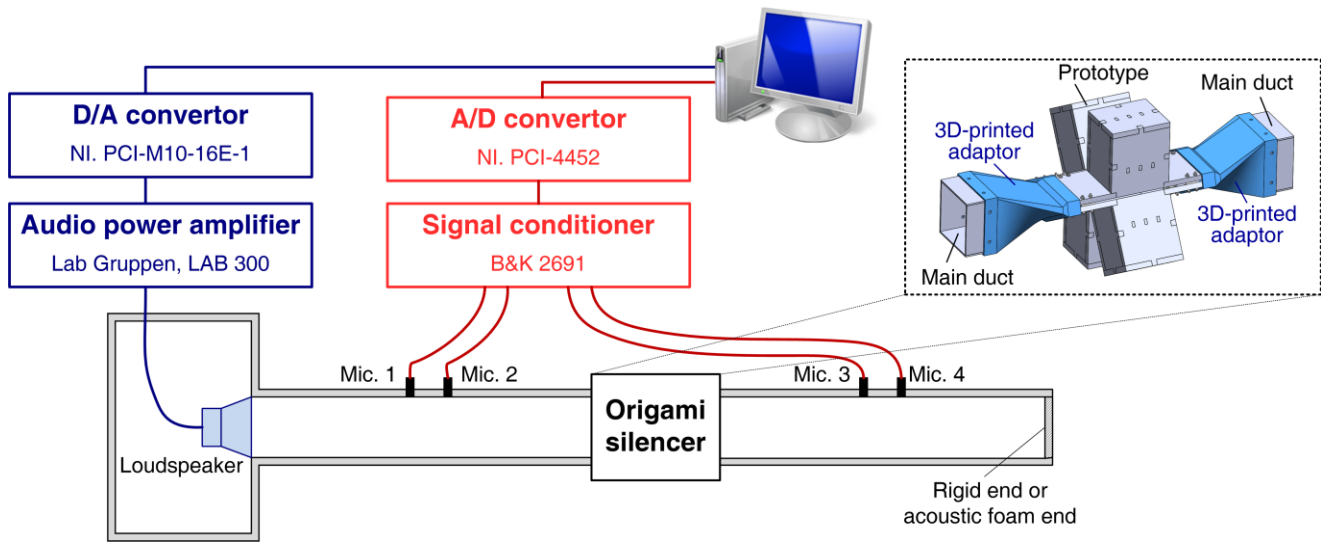 D/A convertor
NI. PCI-M10-16E-1
Audio power amplifier
Lab Gruppen, LAB 300
A/D convertor
NI. PCI-4452
Signal conditioner
B&K 2691
Prototype
Main duct
3D-printed
adaptor
3D-printed
adaptor
Main duct
Mic. 1
Mic. 2
Mic. 3
Mic. 4
Loudspeaker
Origami
silencer
Rigid end or
acoustic foam end